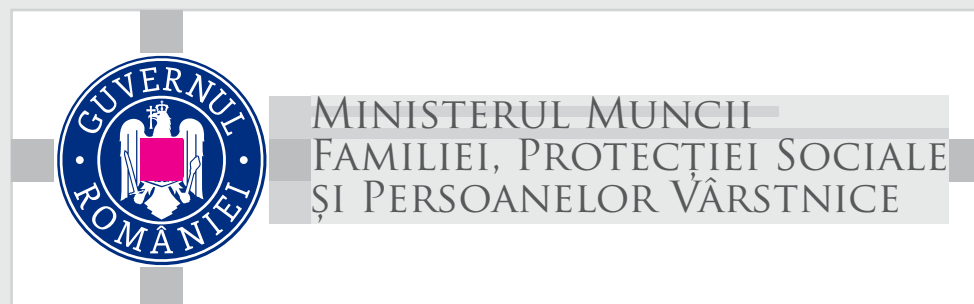 GUVERNUL ROMÂNIEI
MINISTERUL MUNCII
FAMILIEI, PROTECȚIEI SOCIALE
ȘI PERSOANELOR VÂRSTNICE